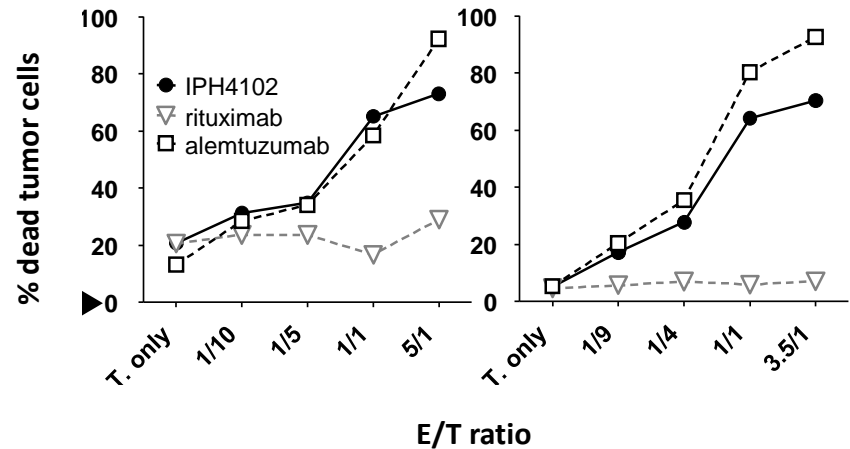 % dead tumor cells
100
80
60
40
20
0
IPH4102
rituximab
alemtuzumab
T. only
1/10
1/5
1/1
5/1
100
80
60
40
20
0
T. only
1/9
1/4
1/1
3.5/1
E/T ratio